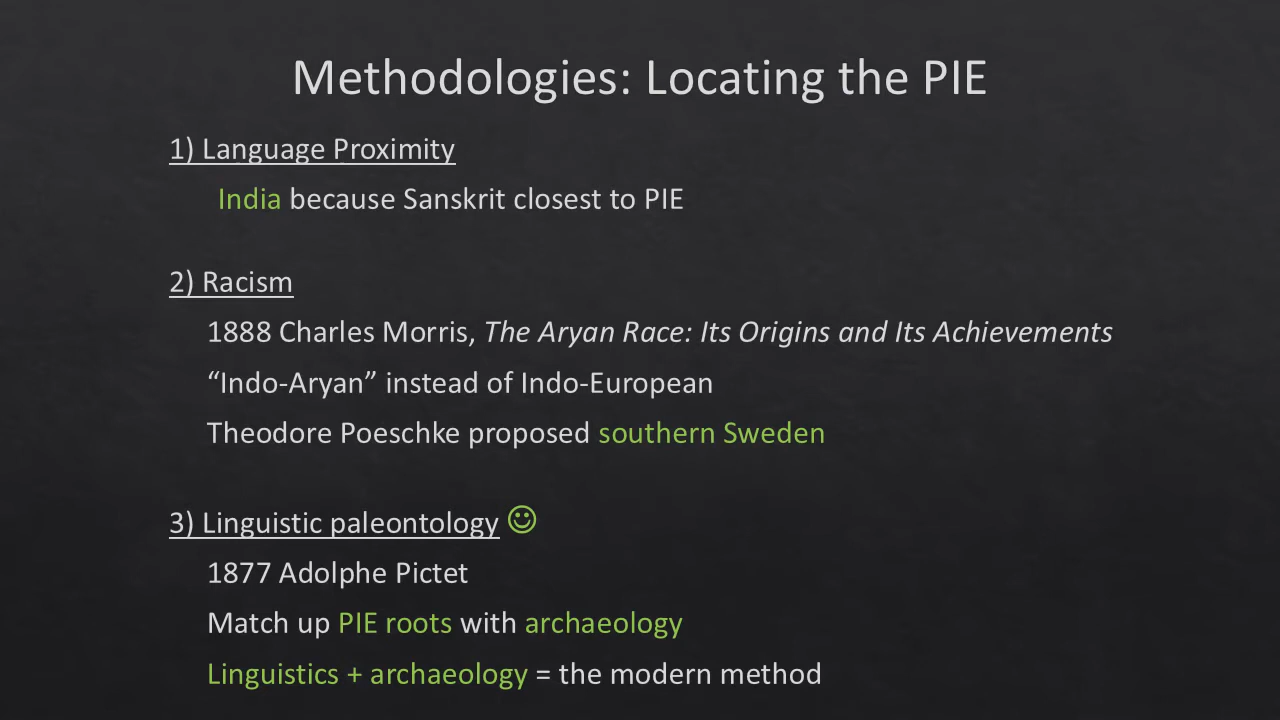 Methodologies: Locating the PIE
1) Language Proximity
India because Sanskrit closest to PIE
2) Racism
1888 Charles Morris, The Aryan Race: Its Origins and Its Achievements
“Indo-Aryan” instead of Indo-European
Theodore Poeschke proposed southern Sweden
3) Linguistic paleontology ☺
1877 Adolphe Pictet
Match up PIE roots with archaeology
Linguistics + archaeology = the modern method